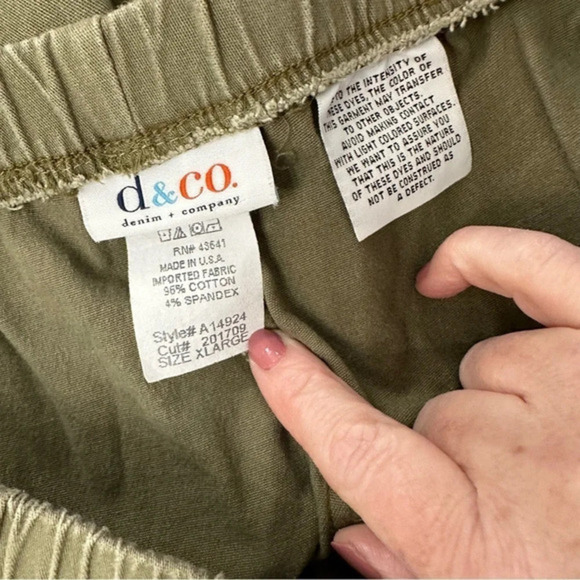 d&co.
denim + company
RN# 43641
MADE IN U.S.A.
IMPORTED FABRIC
96% COTTON
4% SPANDEX
Style# A14924
Cut# 201709
SIZE XLARGE
THE INTENSITY OF
THESE DYES, THE COLOR OF
THIS GARMENT MAY TRANSFER
TO OTHER OBJECTS.
AVOID MAKING CONTACT
WITH LIGHT COLORED SURFACES.
WE WANT TO ASSURE YOU
THAT THIS IS THE NATURE
OF THESE DYES AND SHOULD
NOT BE CONSTRUED AS
A DEFECT.